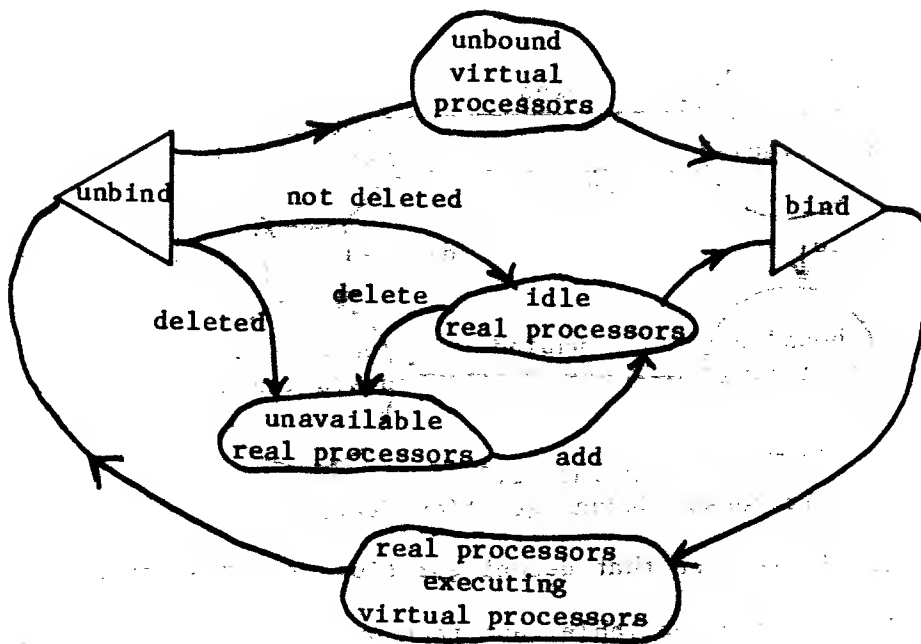 unbound
virtual
processors
unbind
bind
not deleted
deleted
delete
idle
real processors
unavailable
real processors
add
real processors
executing
virtual processors